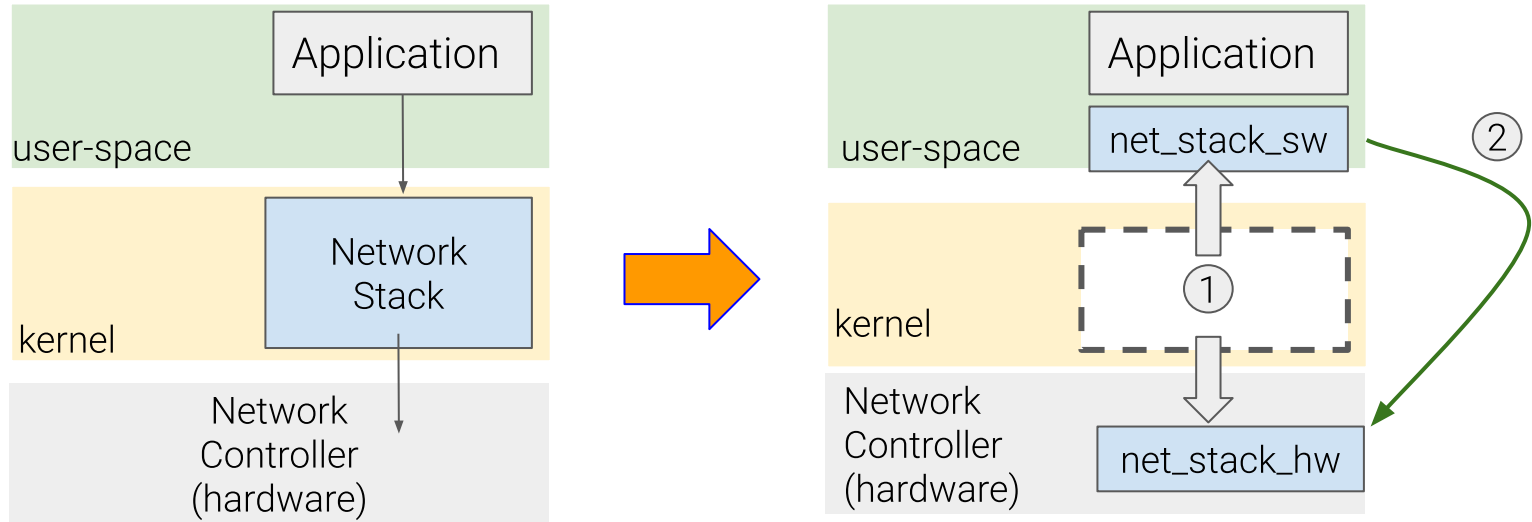 Application
user-space
Network
Stack
kernel
Network
Controller
(hardware)
Application
net_stack_sw
user-space
2
1
kernel
Network
Controller
(hardware)
net_stack_hw